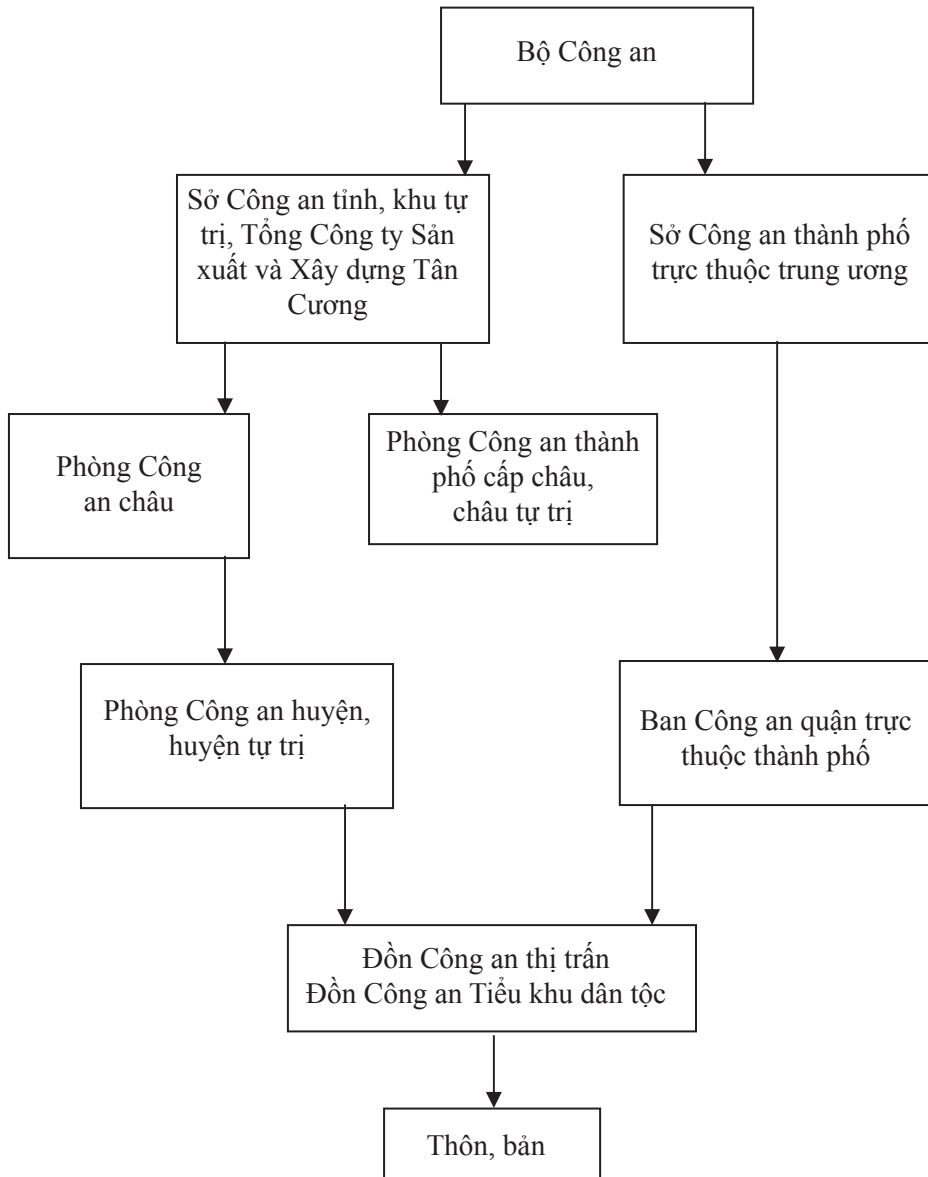 Bộ Công an
Sở Công an tỉnh, khu tự
trị, Tổng Công ty Sản
xuất và Xây dựng Tân
Cương
Sở Công an thành phố
trực thuộc trung ương
Phòng Công
an châu
Phòng Công an thành
phố cấp châu,
châu tự trị
Phòng Công an huyện,
huyện tự trị
Ban Công an quận trực
thuộc thành phố
Đồn Công an thị trấn
Đồn Công an Tiểu khu dân tộc
Thôn, bản